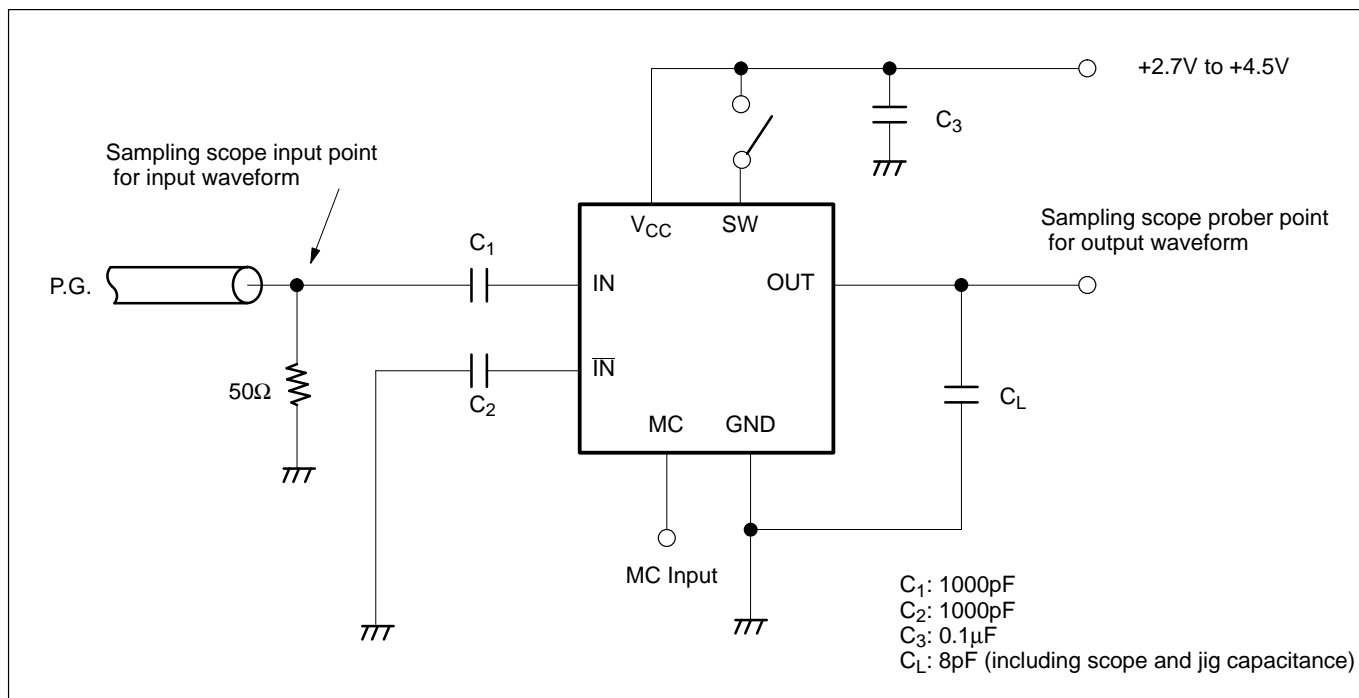 +2.7V to +4.5V
C3
Sampling scope input point
for input waveform
VCC
SW
Sampling scope prober point
for output waveform
C1
P.G.
IN
OUT
IN
50Ω
C2
CL
MC
GND
MC Input
C1: 1000pF
C2: 1000pF
C3: 0.1μF
CL: 8pF (including scope and jig capacitance)